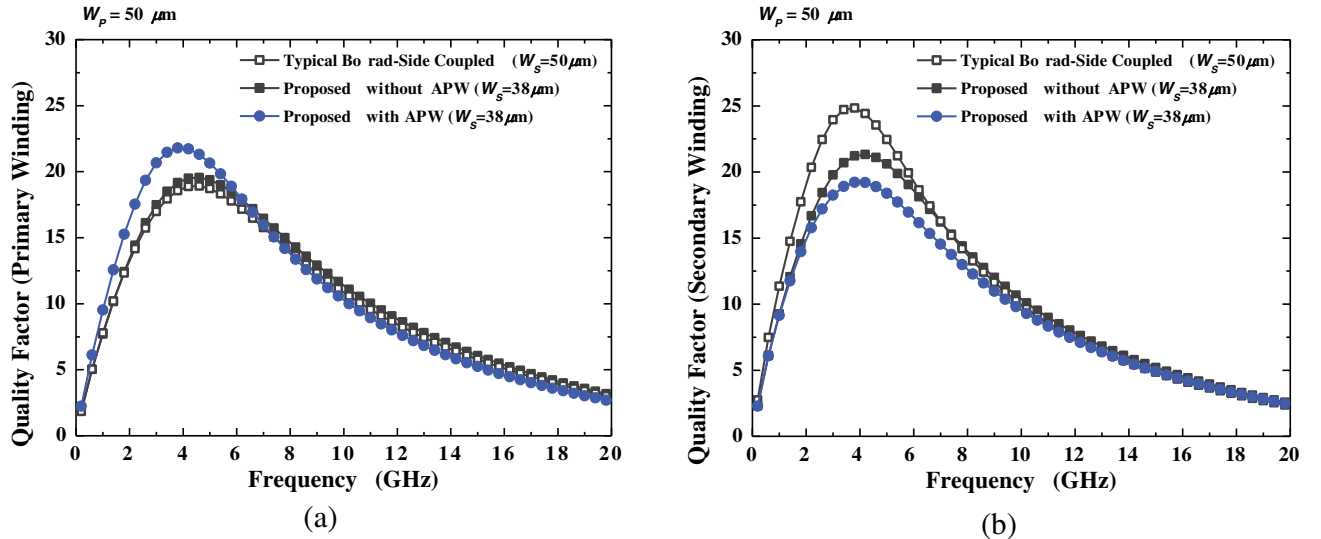 W_P = 50 μm
30
25
20
15
10
5
0
Quality Factor (Primary Winding)
Typical Bo rad-Side Coupled (W_S=50μm)
Proposed without APW (W_S=38μm)
Proposed with APW (W_S=38μm)
0 2 4 6 8 10 12 14 16 18 20
Frequency (GHz)
(a)
W_P = 50 μm
30
25
20
15
10
5
0
Quality Factor (Secondary Winding)
Typical Bo rad-Side Coupled (W_S=50μm)
Proposed without APW (W_S=38μm)
Proposed with APW (W_S=38μm)
0 2 4 6 8 10 12 14 16 18 20
Frequency (GHz)
(b)